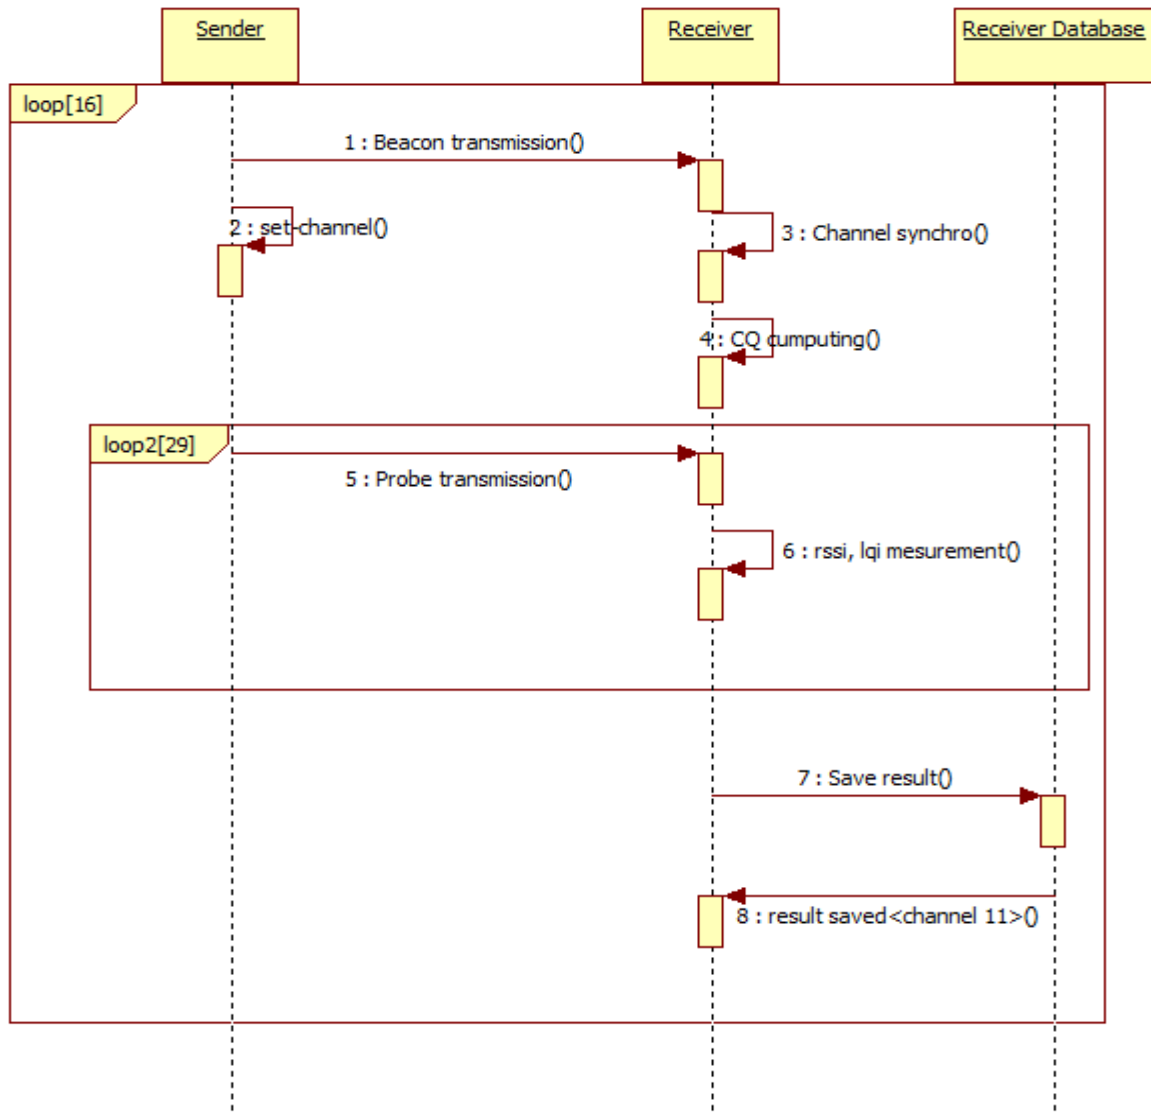 Sender
Receiver
Receiver Database
loop[16]
1 : Beacon transmission()
2 : set-channel()
3 : Channel synchro()
4 : CQ cumputing()
loop2[29]
5 : Probe transmission()
6 : rssi, lqi mesurement()
7 : Save result()
8 : result saved<channel 11>()